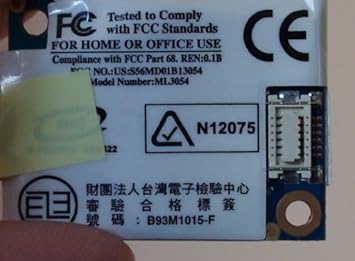 FC Tested to Comply
with FCC Standards
FOR HOME OR OFFICE USE
CE
Compliance with FCC Part 68. REN:0.1B
FCC NO.:US:S56MD01B13054
Model Number:ML3054
N12075
財團法人台灣電子檢驗中心
審驗合格標簽
號碼: B93M1015-F